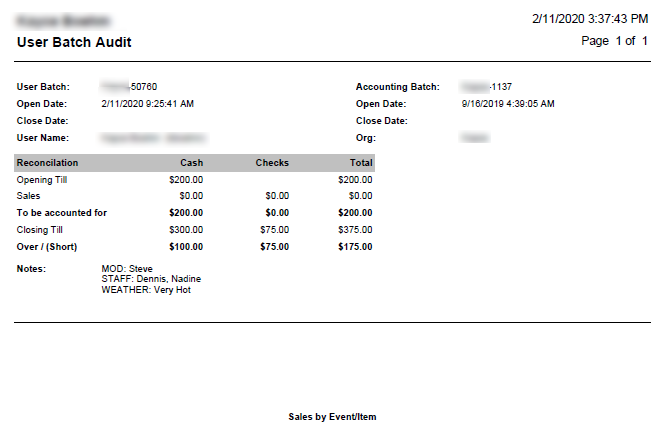 2/11/2020 3:37:43 PM
User Batch Audit Page 1 of 1
User Batch: -50760 Accounting Batch: -1137
Open Date: 2/11/2020 9:25:41 AM Open Date: 9/16/2019 4:39:05 AM
Close Date: Close Date:
User Name: Org:
Reconcilation Cash Checks Total
Opening Till $200.00 $200.00
Sales $0.00 $0.00 $0.00
To be accounted for $200.00 $0.00 $200.00
Closing Till $300.00 $75.00 $375.00
Over / (Short) $100.00 $75.00 $175.00
Notes: MOD: Steve
STAFF: Dennis, Nadine
WEATHER: Very Hot
Sales by Event/Item